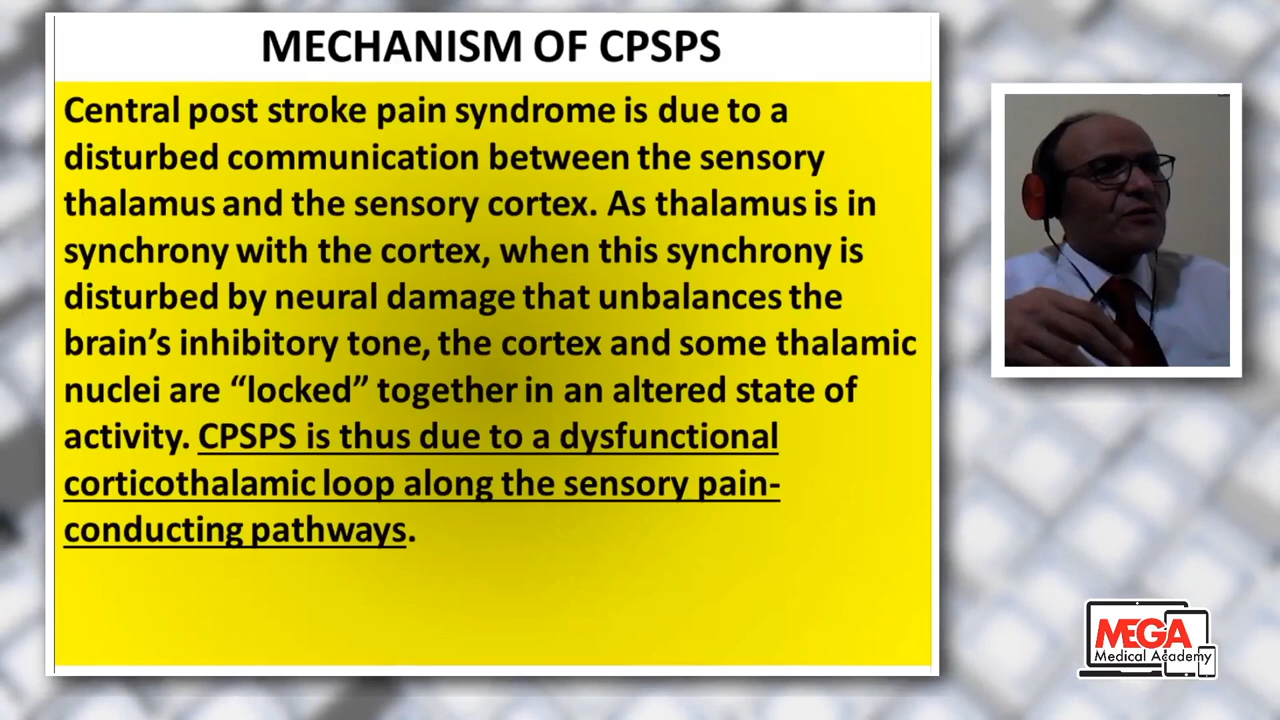 MECHANISM OF CPSPS
Central post stroke pain syndrome is due to a
disturbed communication between the sensory
thalamus and the sensory cortex. As thalamus is in
synchrony with the cortex, when this synchrony is
disturbed by neural damage that unbalances the
brain’s inhibitory tone, the cortex and some thalamic
nuclei are “locked” together in an altered state of
activity. CPSPS is thus due to a dysfunctional
corticothalamic loop along the sensory pain-
conducting pathways.
MEGA
Medical Academy